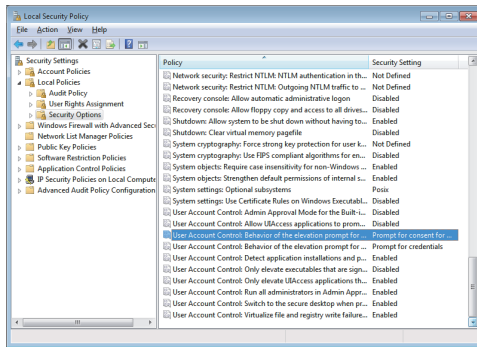 Local Security Policy
File Action View Help
Security Settings
Account Policies
Local Policies
Audit Policy
User Rights Assignment
Security Options
Windows Firewall with Advanced Secu
Network List Manager Policies
Public Key Policies
Software Restriction Policies
Application Control Policies
IP Security Policies on Local Compute
Advanced Audit Policy Configuration
Policy Security Setting
Network security: Restrict NTLM: NTLM authentication in th... Not Defined
Network security: Restrict NTLM: Outgoing NTLM traffic to ... Not Defined
Recovery console: Allow automatic administrative logon Disabled
Recovery console: Allow floppy copy and access to all drives... Disabled
Shutdown: Allow system to be shut down without having to... Enabled
Shutdown: Clear virtual memory pagefile Disabled
System cryptography: Force strong key protection for user k... Not Defined
System cryptography: Use FIPS compliant algorithms for en... Disabled
System objects: Require case insensitivity for non-Windows ... Enabled
System objects: Strengthen default permissions of internal s... Enabled
System settings: Optional subsystems Posix
System settings: Use Certificate Rules on Windows Executabl... Disabled
User Account Control: Admin Approval Mode for the Built-i... Disabled
User Account Control: Allow UIAccess applications to prom... Disabled
User Account Control: Behavior of the elevation prompt for ... Prompt for consent for ...
User Account Control: Behavior of the elevation prompt for ... Prompt for credentials
User Account Control: Detect application installations and p... Enabled
User Account Control: Only elevate executables that are sign... Disabled
User Account Control: Only elevate UIAccess applications th... Enabled
User Account Control: Run all administrators in Admin Appr... Enabled
User Account Control: Switch to the secure desktop when pr... Enabled
User Account Control: Virtualize file and registry write failure... Enabled